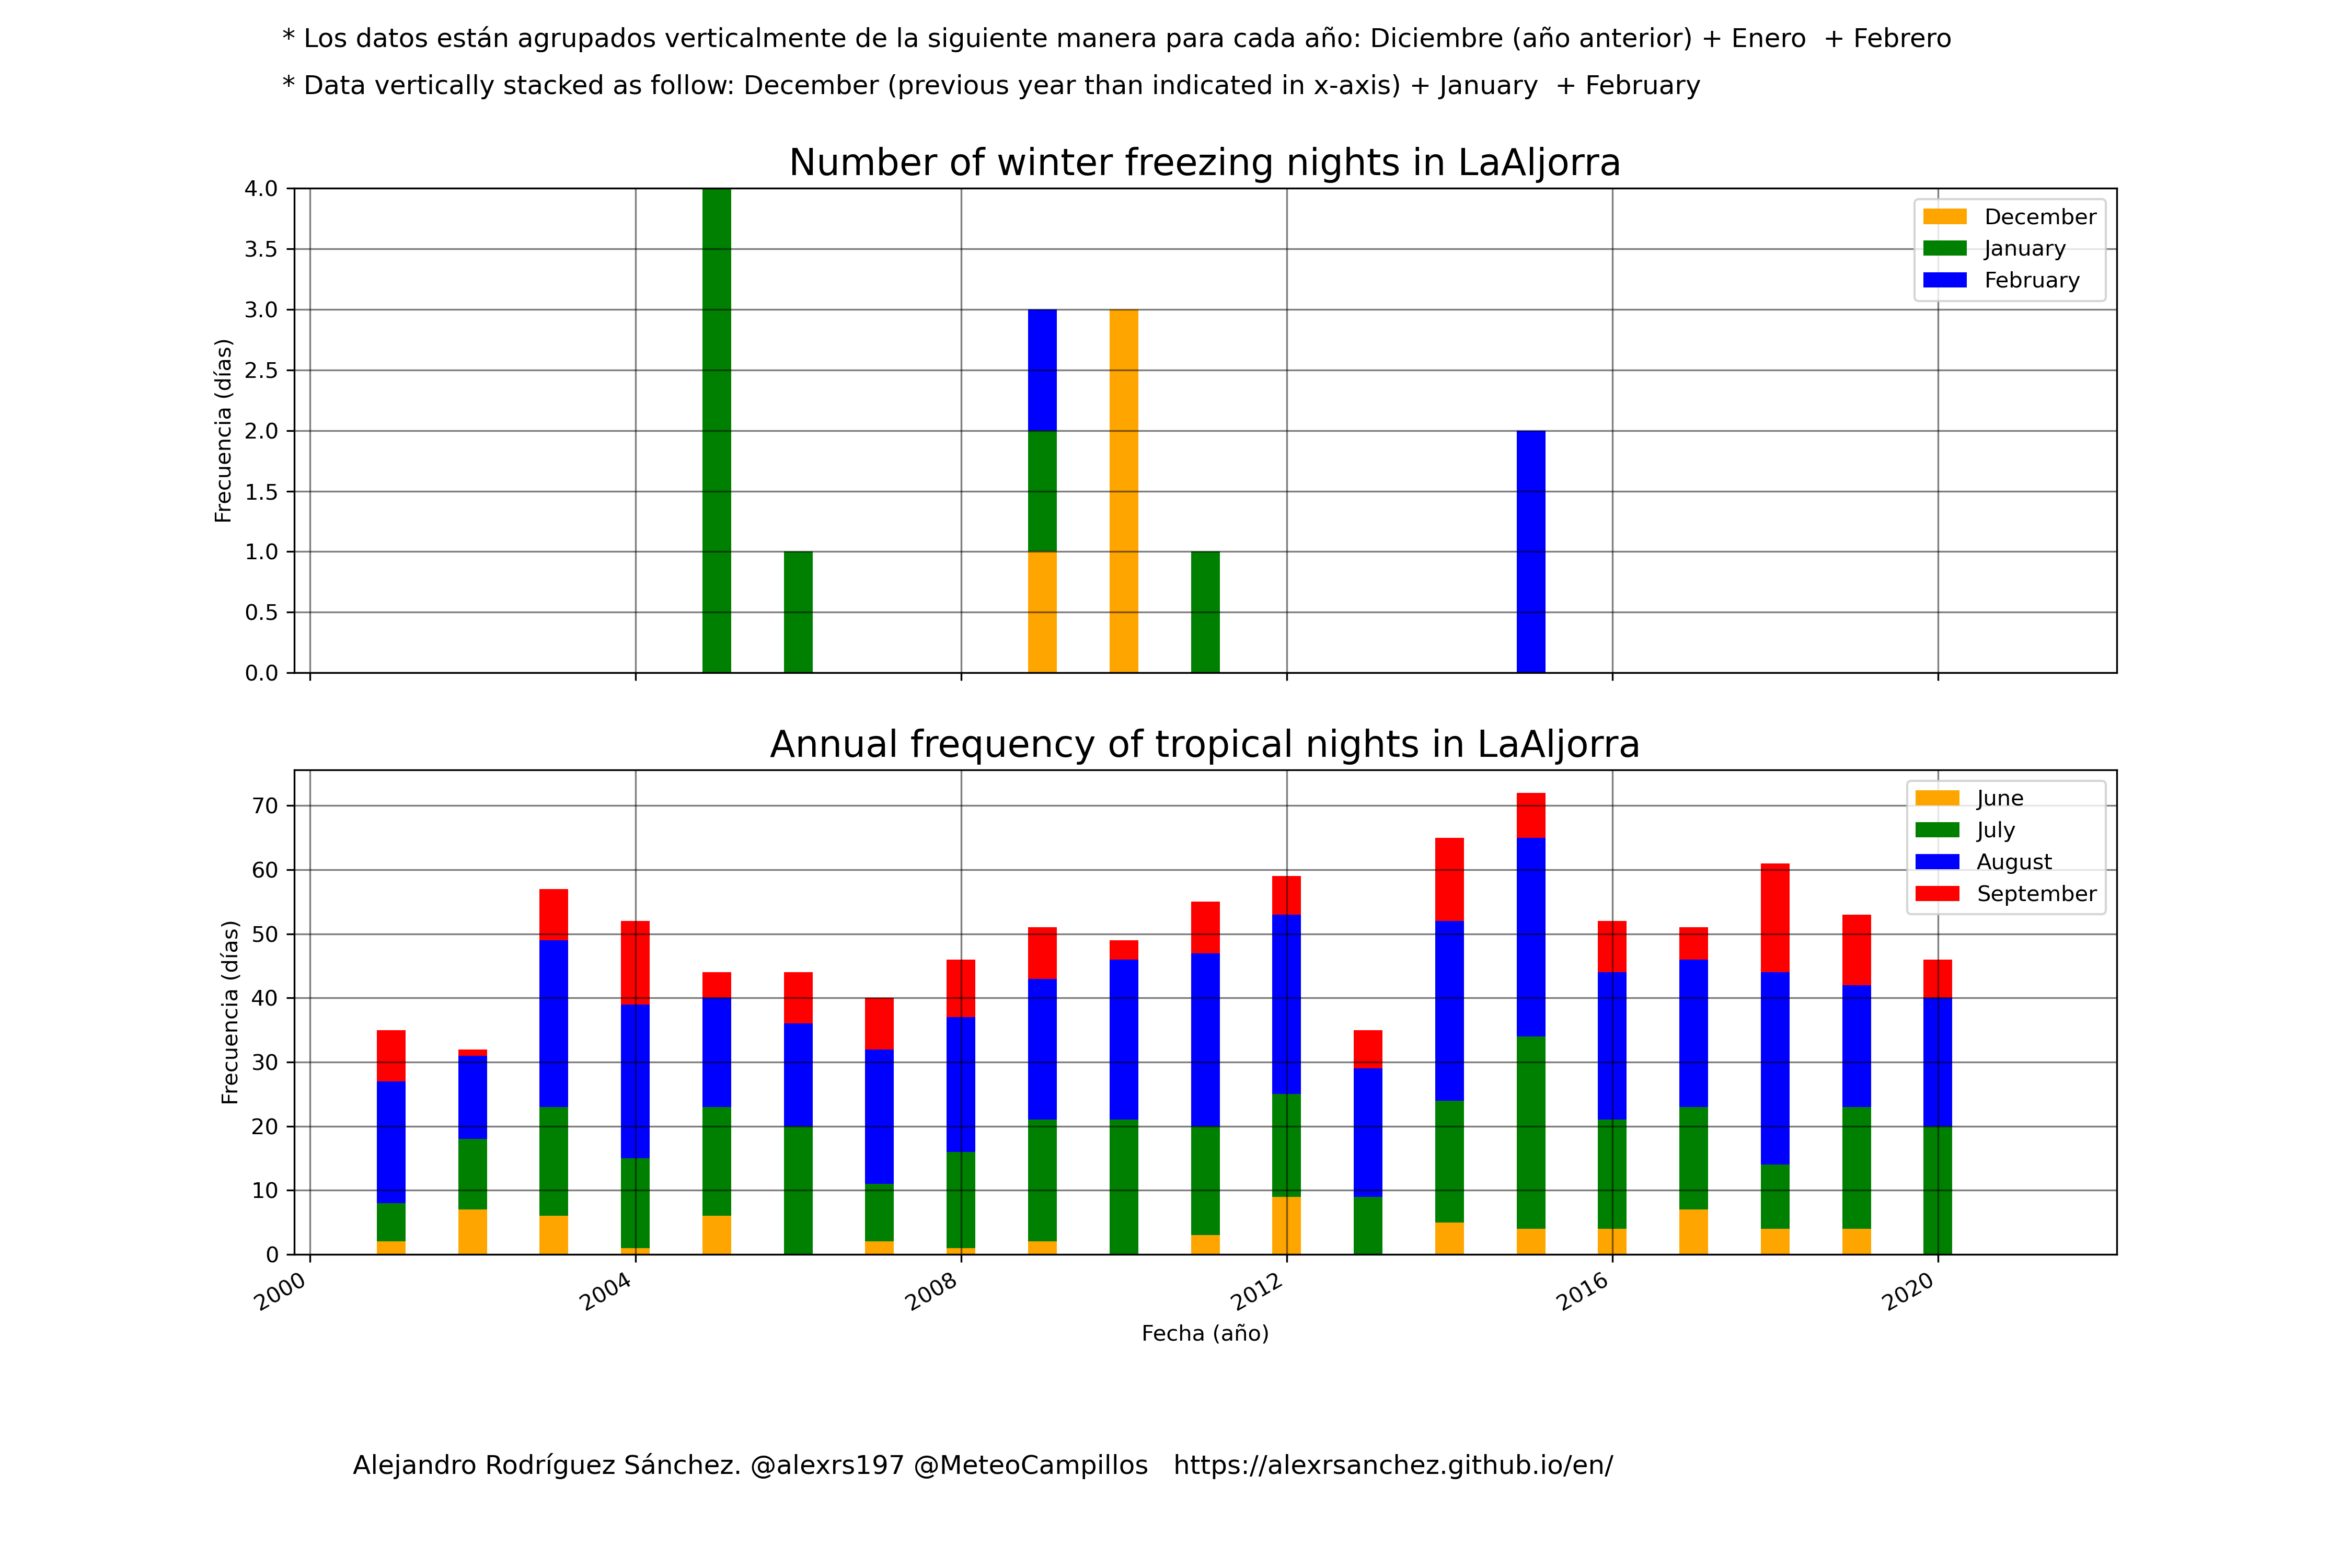 * Los datos están agrupados verticalmente de la siguiente manera para cada año: Diciembre (año anterior) + Enero  + Febrero
* Data vertically stacked as follow: December (previous year than indicated in x-axis) + January  + February
Number of winter freezing nights in LaAljorra
4.0
3.5
3.0
2.5
2.0
1.5
1.0
0.5
0.0
Frecuencia (días)
December
January
February
Annual frequency of tropical nights in LaAljorra
70
60
50
40
30
20
10
0
Frecuencia (días)
June
July
August
September
2000 2004 2008 2012 2016 2020
Fecha (año)
Alejandro Rodríguez Sánchez. @alexrs197 @MeteoCampillos   https://alexrsanchez.github.io/en/